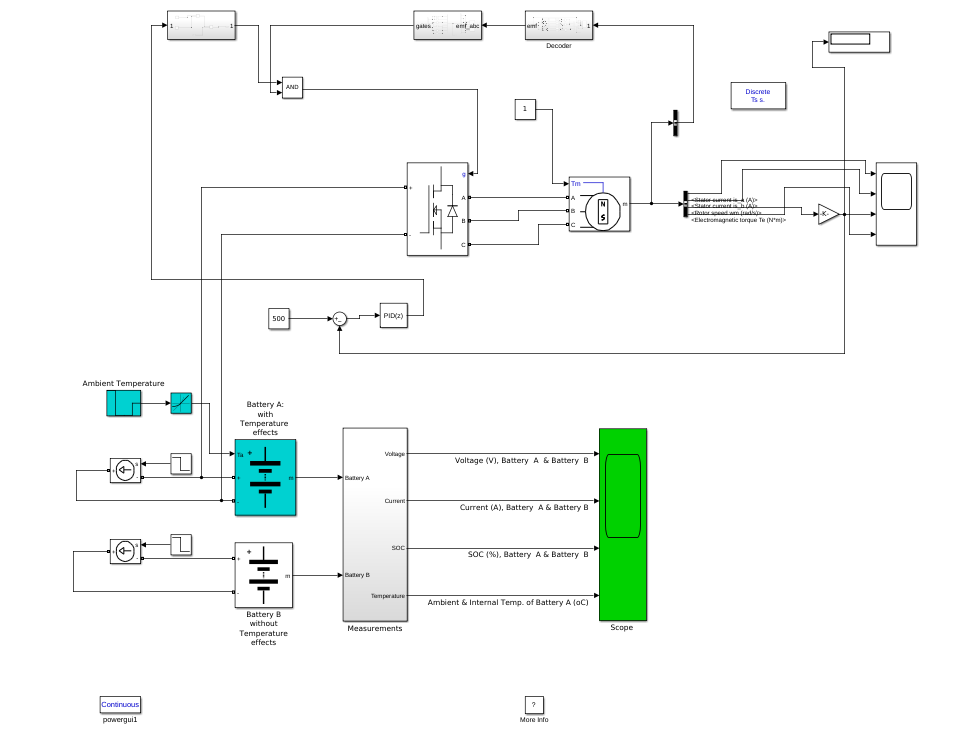 1
1
gates
emf_abc
emf
1
Decoder
AND
1
Discrete
Ts s.
g
+
-
A
B
C
Tm
A
B
C
N
S
m
<Stator current is_a (A)>
<Stator current is_b (A)>
<Rotor speed wm (rad/s)>
<Electromagnetic torque Te (N*m)>
-K-
500
+
-
PID(z)
Ambient Temperature
Battery A:
with
Temperature
effects
Ta
+
+
-
m
s
+
-
Battery A
Battery B
Voltage
Current
SOC
Temperature
Voltage (V), Battery A & Battery B
Current (A), Battery A & Battery B
SOC (%), Battery A & Battery B
Ambient & Internal Temp. of Battery A (oC)
s
+
-
+
+
-
m
Battery B
without
Temperature
effects
Measurements
Scope
Continuous
powergui1
?
More Info